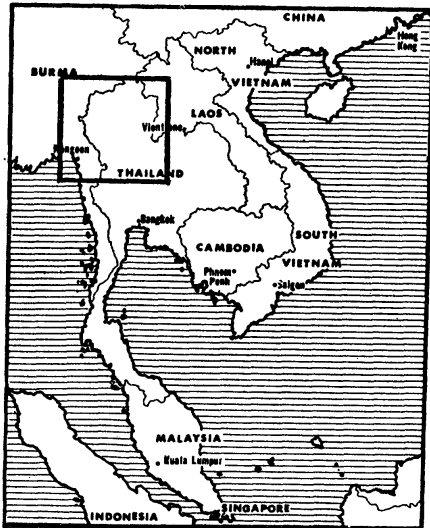 CHINA
Hong
Kong
NORTH
Hanoi
BURMA
VIETNAM
LAOS
Vientiane
Rangoon
THAILAND
Bangkok
CAMBODIA
SOUTH
VIETNAM
Phnom
Penh
Saigon
MALAYSIA
Kuala Lumpur
SINGAPORE
INDONESIA